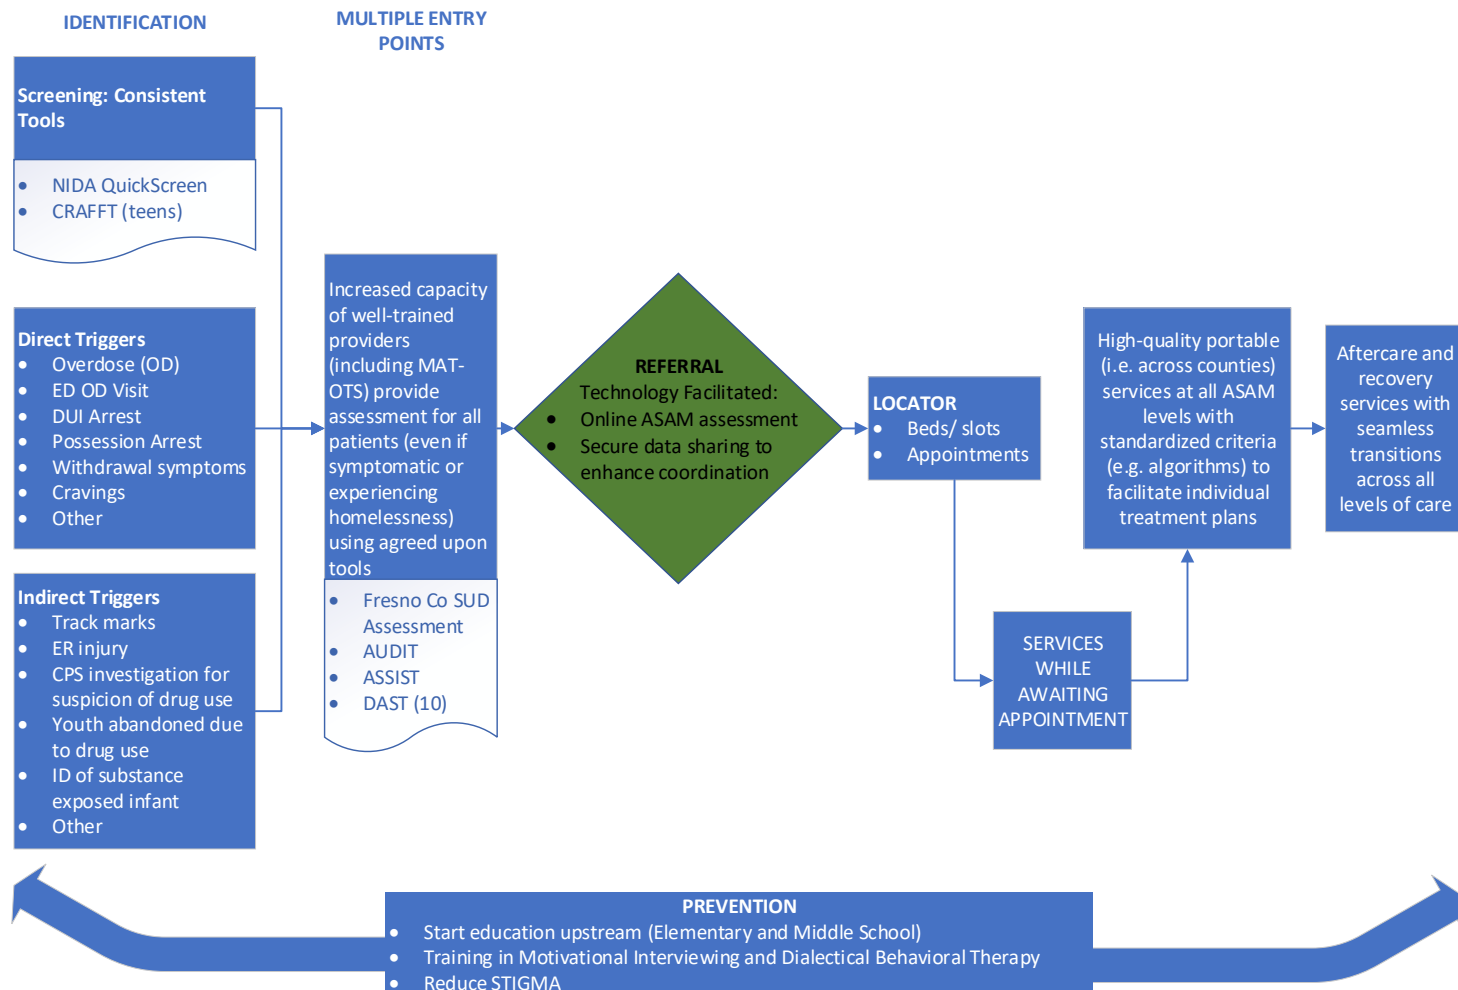 IDENTIFICATION
MULTIPLE ENTRY
POINTS
Screening: Consistent
Tools
• NIDA QuickScreen
• CRAFFT (teens)
Direct Triggers
• Overdose (OD)
• ED OD Visit
• DUI Arrest
• Possession Arrest
• Withdrawal symptoms
• Cravings
• Other
Indirect Triggers
• Track marks
• ER injury
• CPS investigation for
suspicion of drug use
• Youth abandoned due
to drug use
• ID of substance
exposed infant
• Other
Increased capacity
of well-trained
providers
(including MAT-
OTS) provide
assessment for all
patients (even if
symptomatic or
experiencing
homelessness)
using agreed upon
tools
• Fresno Co SUD
Assessment
• AUDIT
• ASSIST
• DAST (10)
REFERRAL
Technology Facilitated:
• Online ASAM assessment
• Secure data sharing to
enhance coordination
LOCATOR
• Beds/ slots
• Appointments
SERVICES
WHILE
AWAITING
APPOINTMENT
High-quality portable
(i.e. across counties)
services at all ASAM
levels with
standardized criteria
(e.g. algorithms) to
facilitate individual
treatment plans
Aftercare and
recovery
services with
seamless
transitions
across all
levels of care
PREVENTION
• Start education upstream (Elementary and Middle School)
• Training in Motivational Interviewing and Dialectical Behavioral Therapy
• Reduce STIGMA